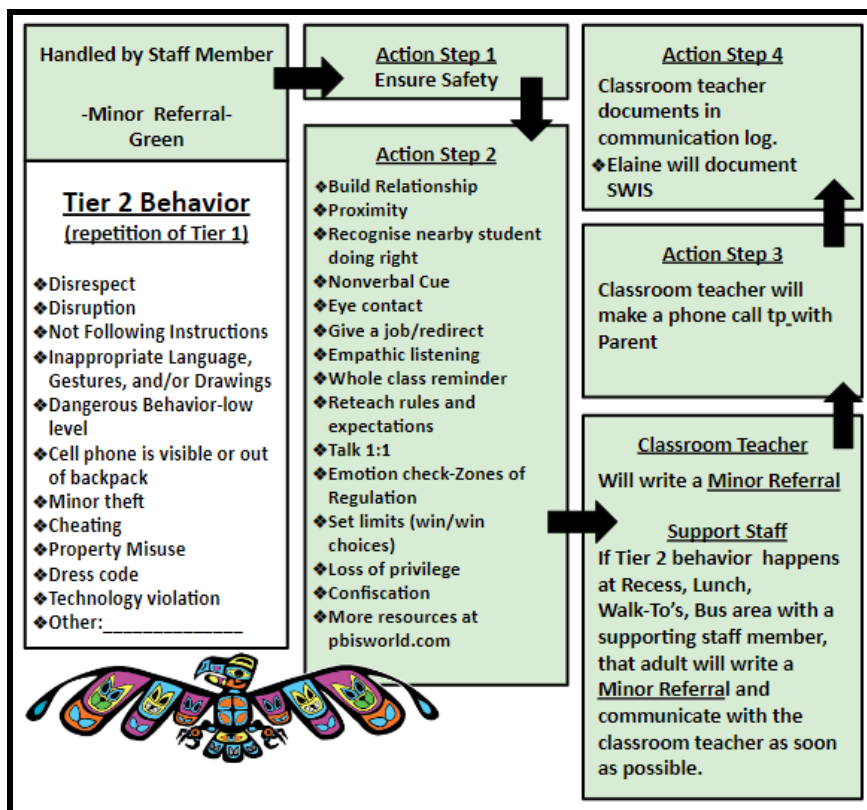 Handled by Staff Member
-Minor Referral-
Green
Tier 2 Behavior
(repetition of Tier 1)
❖Disrespect
❖Disruption
❖Not Following Instructions
❖Inappropriate Language,
Gestures, and/or Drawings
❖Dangerous Behavior-low
level
❖Cell phone is visible or out
of backpack
❖Minor theft
❖Cheating
❖Property Misuse
❖Dress code
❖Technology violation
❖Other:______________
Action Step 1
Ensure Safety
Action Step 2
❖Build Relationship
❖Proximity
❖Recognise nearby student
doing right
❖Nonverbal Cue
❖Eye contact
❖Give a job/redirect
❖Empathic listening
❖Whole class reminder
❖Reteach rules and
expectations
❖Talk 1:1
❖Emotion check-Zones of
Regulation
❖Set limits (win/win
choices)
❖Loss of privilege
❖Confiscation
❖More resources at
pbisworld.com
Classroom Teacher
Will write a Minor Referral
Support Staff
If Tier 2 behavior happens
at Recess, Lunch,
Walk-To's, Bus area with a
supporting staff member,
that adult will write a
Minor Referral and
communicate with the
classroom teacher as soon
as possible.
Action Step 3
Classroom teacher will
make a phone call tp_with
Parent
Action Step 4
Classroom teacher
documents in
communication log.
❖Elaine will document
SWIS